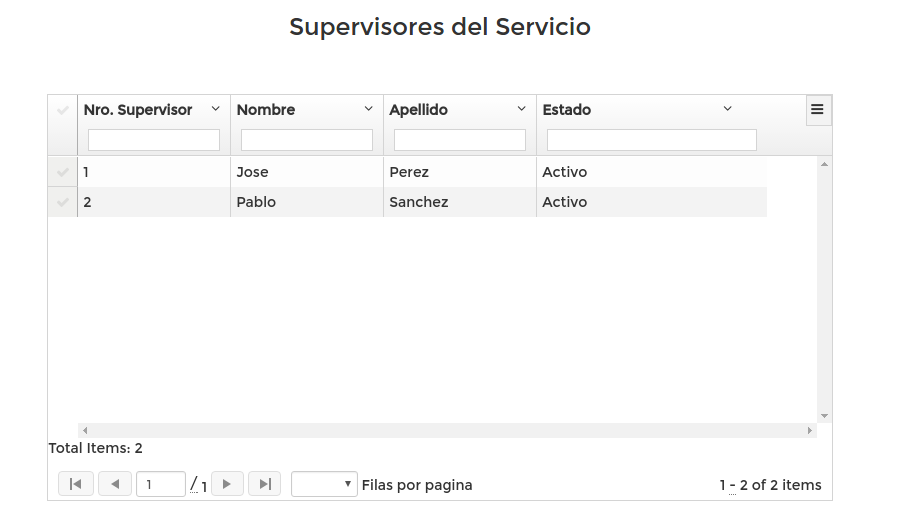 Supervisores del Servicio
Nro. Supervisor Nombre Apellido Estado
1 Jose Perez Activo
2 Pablo Sanchez Activo
Total Items: 2
1 / 1 Filas por pagina 1 - 2 of 2 items